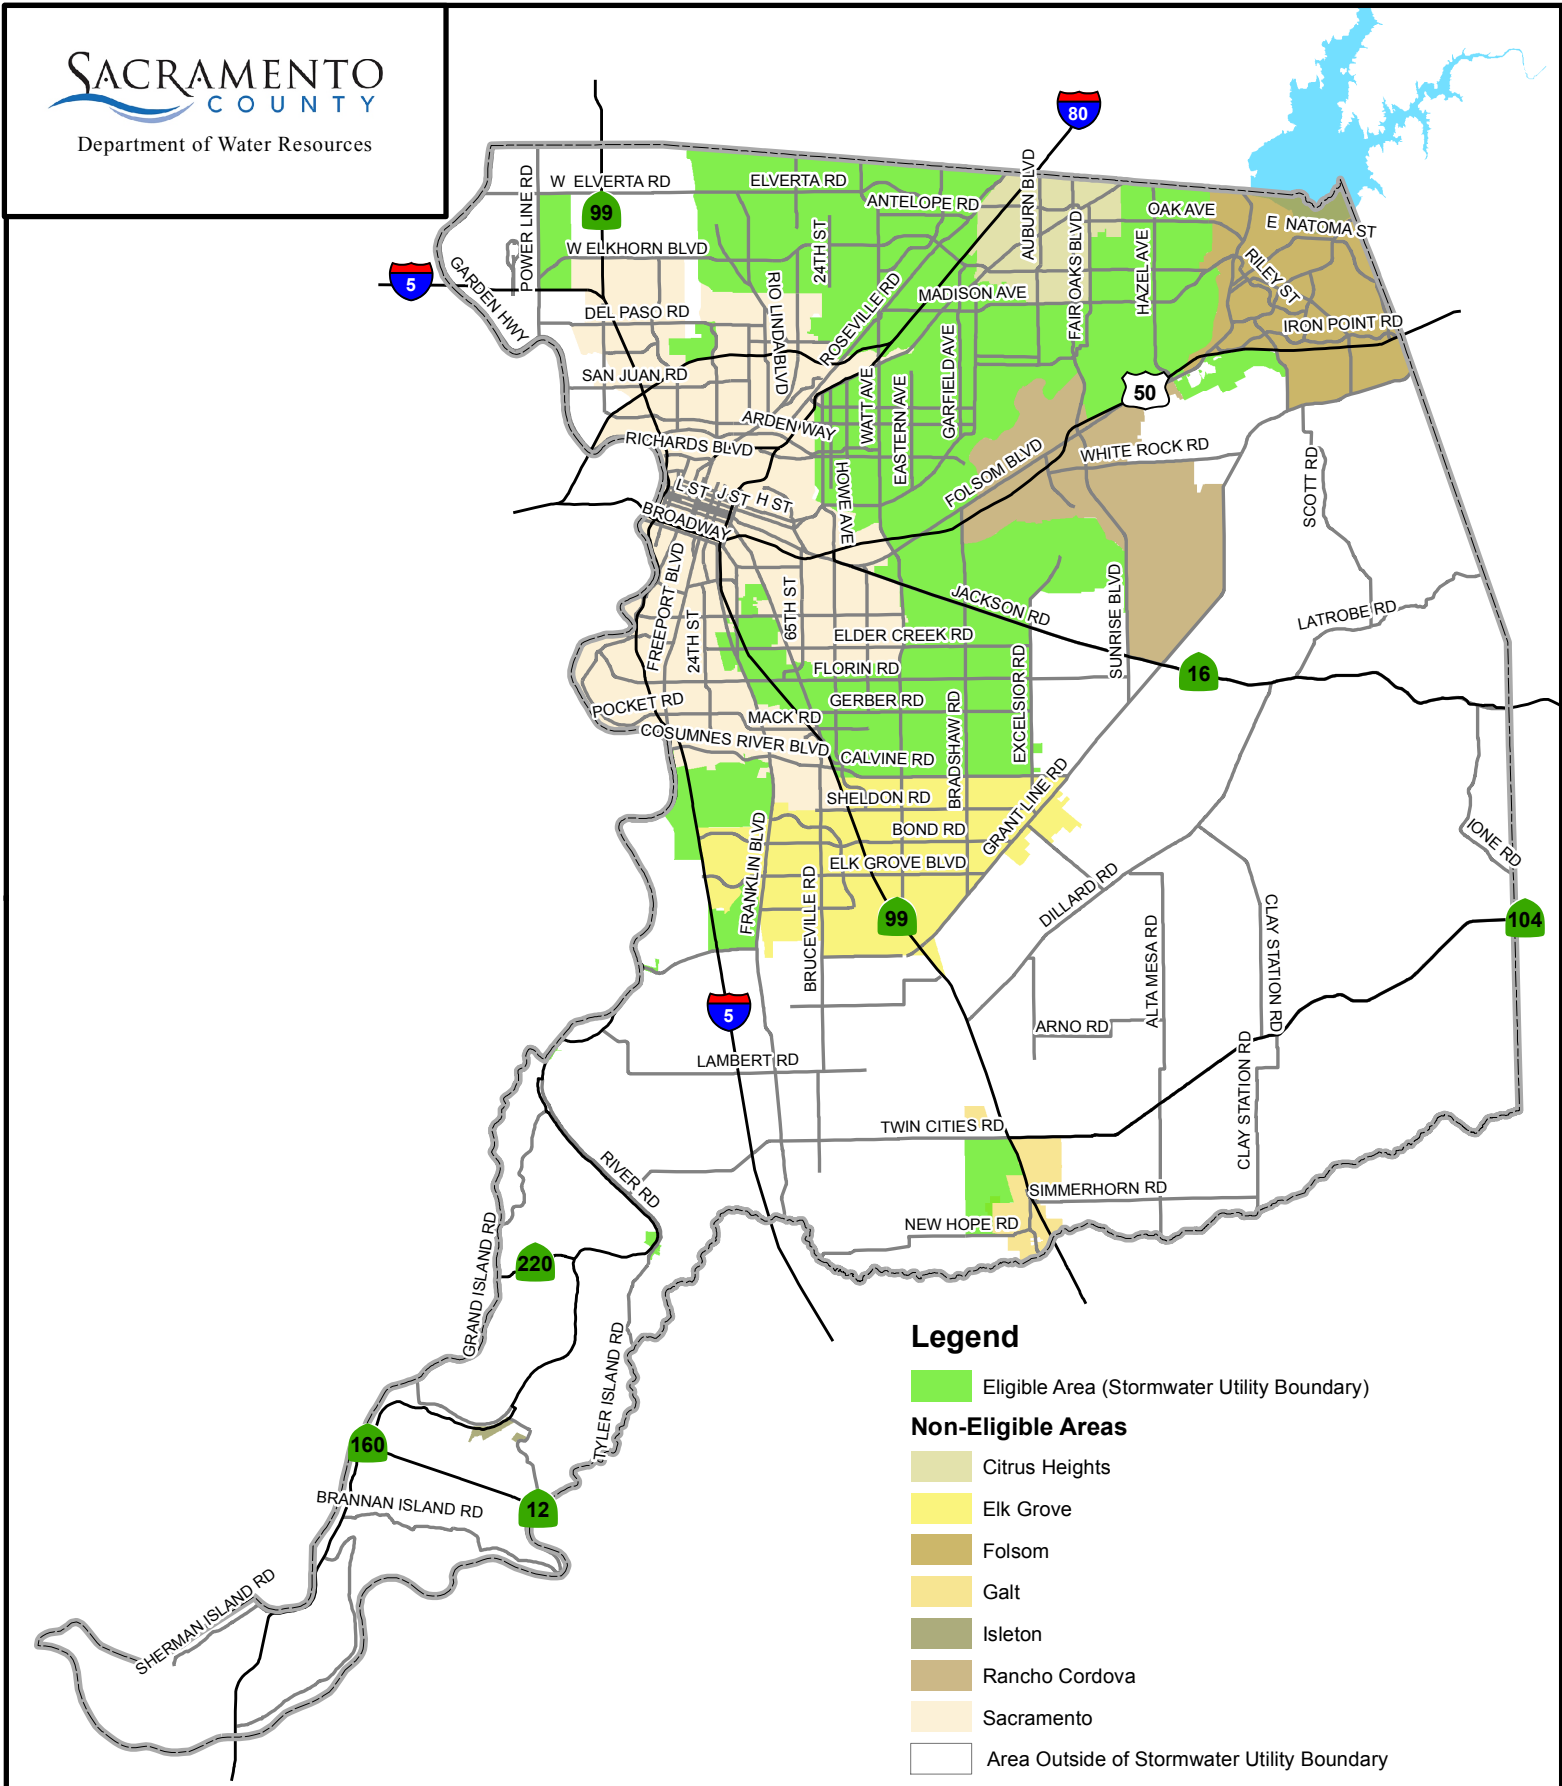 SACRAMENTO
COUNTY
Department of Water Resources
80
W ELVERTA RD
ELVERTA RD
POWER LINE RD
99
ANTELOPE RD
AUBURN BLVD
OAK AVE
E NATOMA ST
FAIR OAKS BLVD
HAZEL AVE
24TH ST
W ELKHORN BLVD
5
GARDEN HWY
RIO LINDA BLVD
ROSEVILLE RD
MADISON AVE
RILEY ST
DEL PASO RD
IRON POINT RD
SAN JUAN RD
WATT AVE
EASTERN AVE
GARFIELD AVE
50
ARDEN WAY
RICHARDS BLVD
WHITE ROCK RD
SCOTT RD
HOWE AVE
FOLSOM BLVD
L ST
J ST
H ST
BROADWAY
FREEPORT BLVD
24TH ST
65TH ST
JACKSON RD
SUNRISE BLVD
LATROBE RD
ELDER CREEK RD
FLORIN RD
EXCELSIOR RD
16
GERBER RD
POCKET RD
MACK RD
BRADSHAW RD
COSUMNES RIVER BLVD
CALVINE RD
SHELDON RD
GRANT LINE RD
BOND RD
FRANKLIN BLVD
ELK GROVE BLVD
BRUCEVILLE RD
IONE RD
DILLARD RD
99
CLAY STATION RD
104
ALTA MESA RD
5
ARNO RD
LAMBERT RD
CLAY STATION RD
TWIN CITIES RD
RIVER RD
SIMMERHORN RD
NEW HOPE RD
GRAND ISLAND RD
220
TYLER ISLAND RD
160
12
BRANNAN ISLAND RD
SHERMAN ISLAND RD
Legend
Eligible Area (Stormwater Utility Boundary)
Non-Eligible Areas
Citrus Heights
Elk Grove
Folsom
Galt
Isleton
Rancho Cordova
Sacramento
Area Outside of Stormwater Utility Boundary